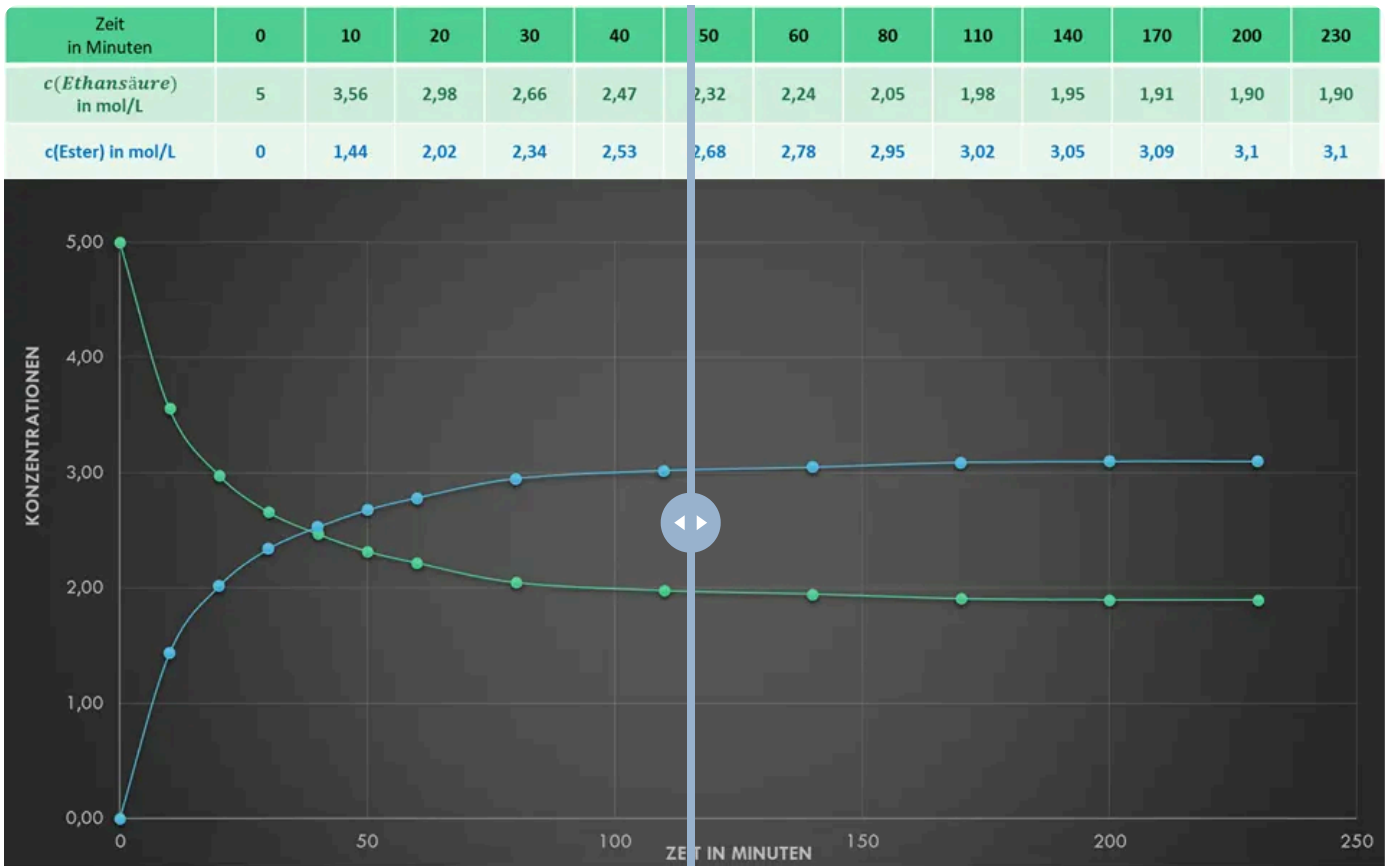 Zeit
in Minuten 0 10 20 30 40 50 60 80 110 140 170 200 230
c(Ethansäure)
in mol/L 5 3,56 2,98 2,66 2,47 2,32 2,24 2,05 1,98 1,95 1,91 1,90 1,90
c(Ester) in mol/L 0 1,44 2,02 2,34 2,53 2,68 2,78 2,95 3,02 3,05 3,09 3,1 3,1
5,00
4,00
3,00
2,00
1,00
0,00
KONZENTRATIONEN
0 50 100 150 200 250
ZEIT IN MINUTEN